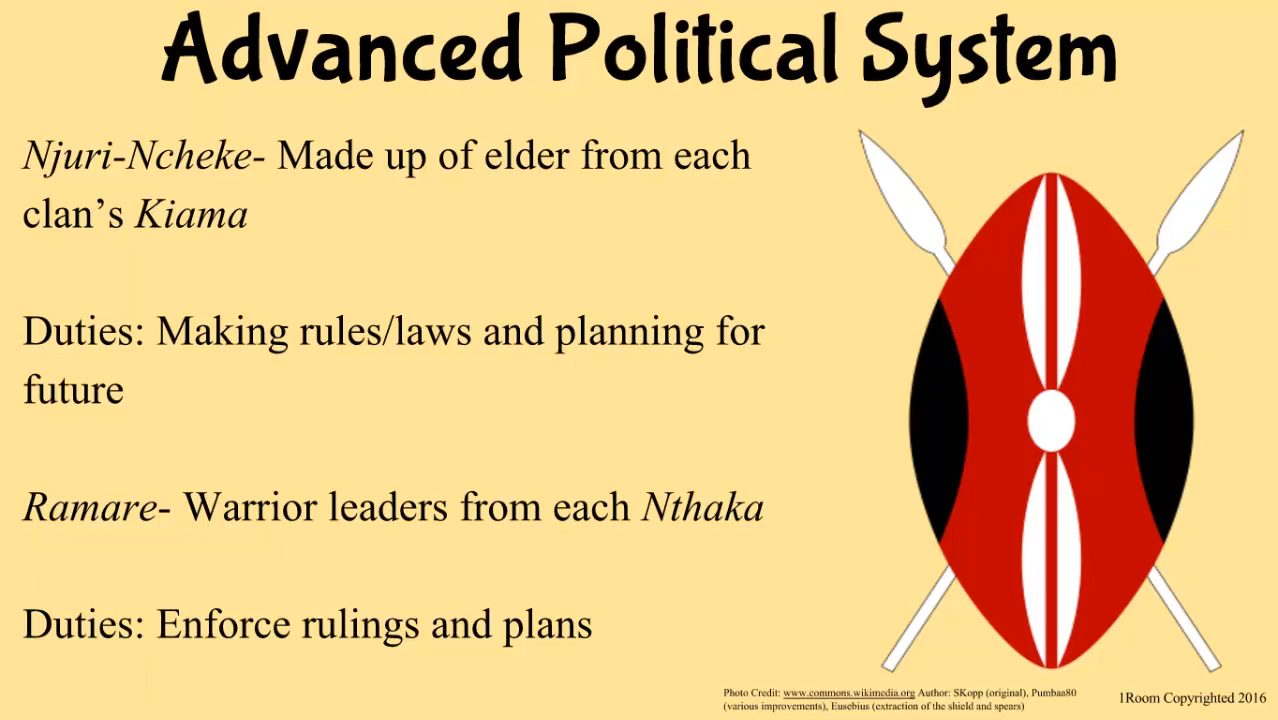 Advanced Political System
Njuri-Ncheke- Made up of elder from each
clan’s Kiama
Duties: Making rules/laws and planning for
future
Ramare- Warrior leaders from each Nthaka
Duties: Enforce rulings and plans
Photo Credit: www.commons.wikimedia.org Author: SKopp (original), Pumbaa80
(various improvements), Eusebius (extraction of the shield and spears)
1Room Copyrighted 2016